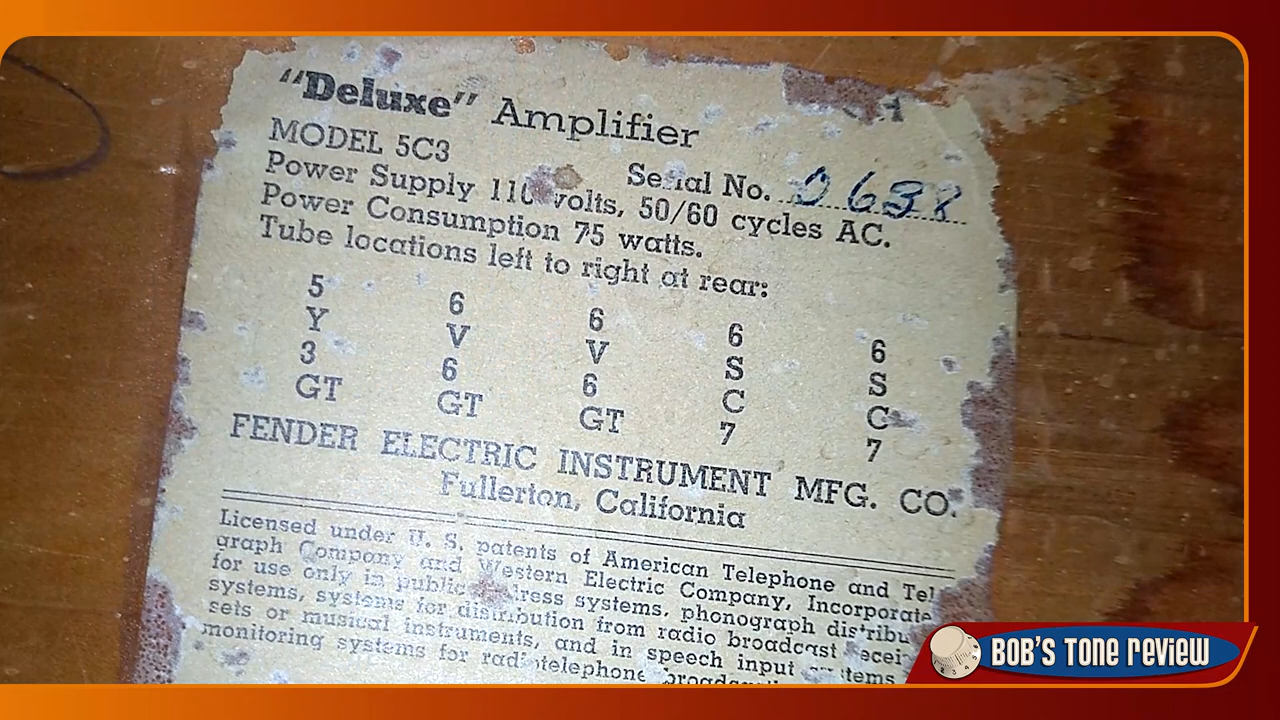 "Deluxe" Amplifier
MODEL 5C3
Serial No. 0638
Power Supply 110 volts, 50/60 cycles AC.
Power Consumption 75 watts.
Tube locations left to right at rear:
5 6 6 6 6
Y V V S S
3 6 6 C C
GT GT GT 7 7
FENDER ELECTRIC INSTRUMENT MFG. CO.
Fullerton, California
Licensed under U. S. patents of American Telephone and Tel
graph Company and Western Electric Company, Incorporate
for use only in public systems, phonograph distribu
systems, systems for distribution from radio broadcast
sets or musical instruments, and in speech input
monitoring systems for
BOB'S TONE REVIEW